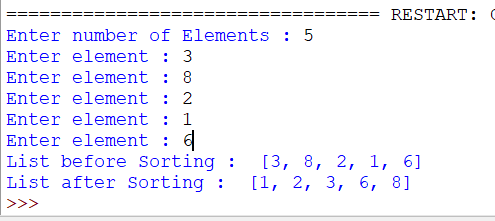 ================================= RESTART:
Enter number of Elements : 5
Enter element : 3
Enter element : 8
Enter element : 2
Enter element : 1
Enter element : 6
List before Sorting :  [3, 8, 2, 1, 6]
List after Sorting :  [1, 2, 3, 6, 8]
>>>